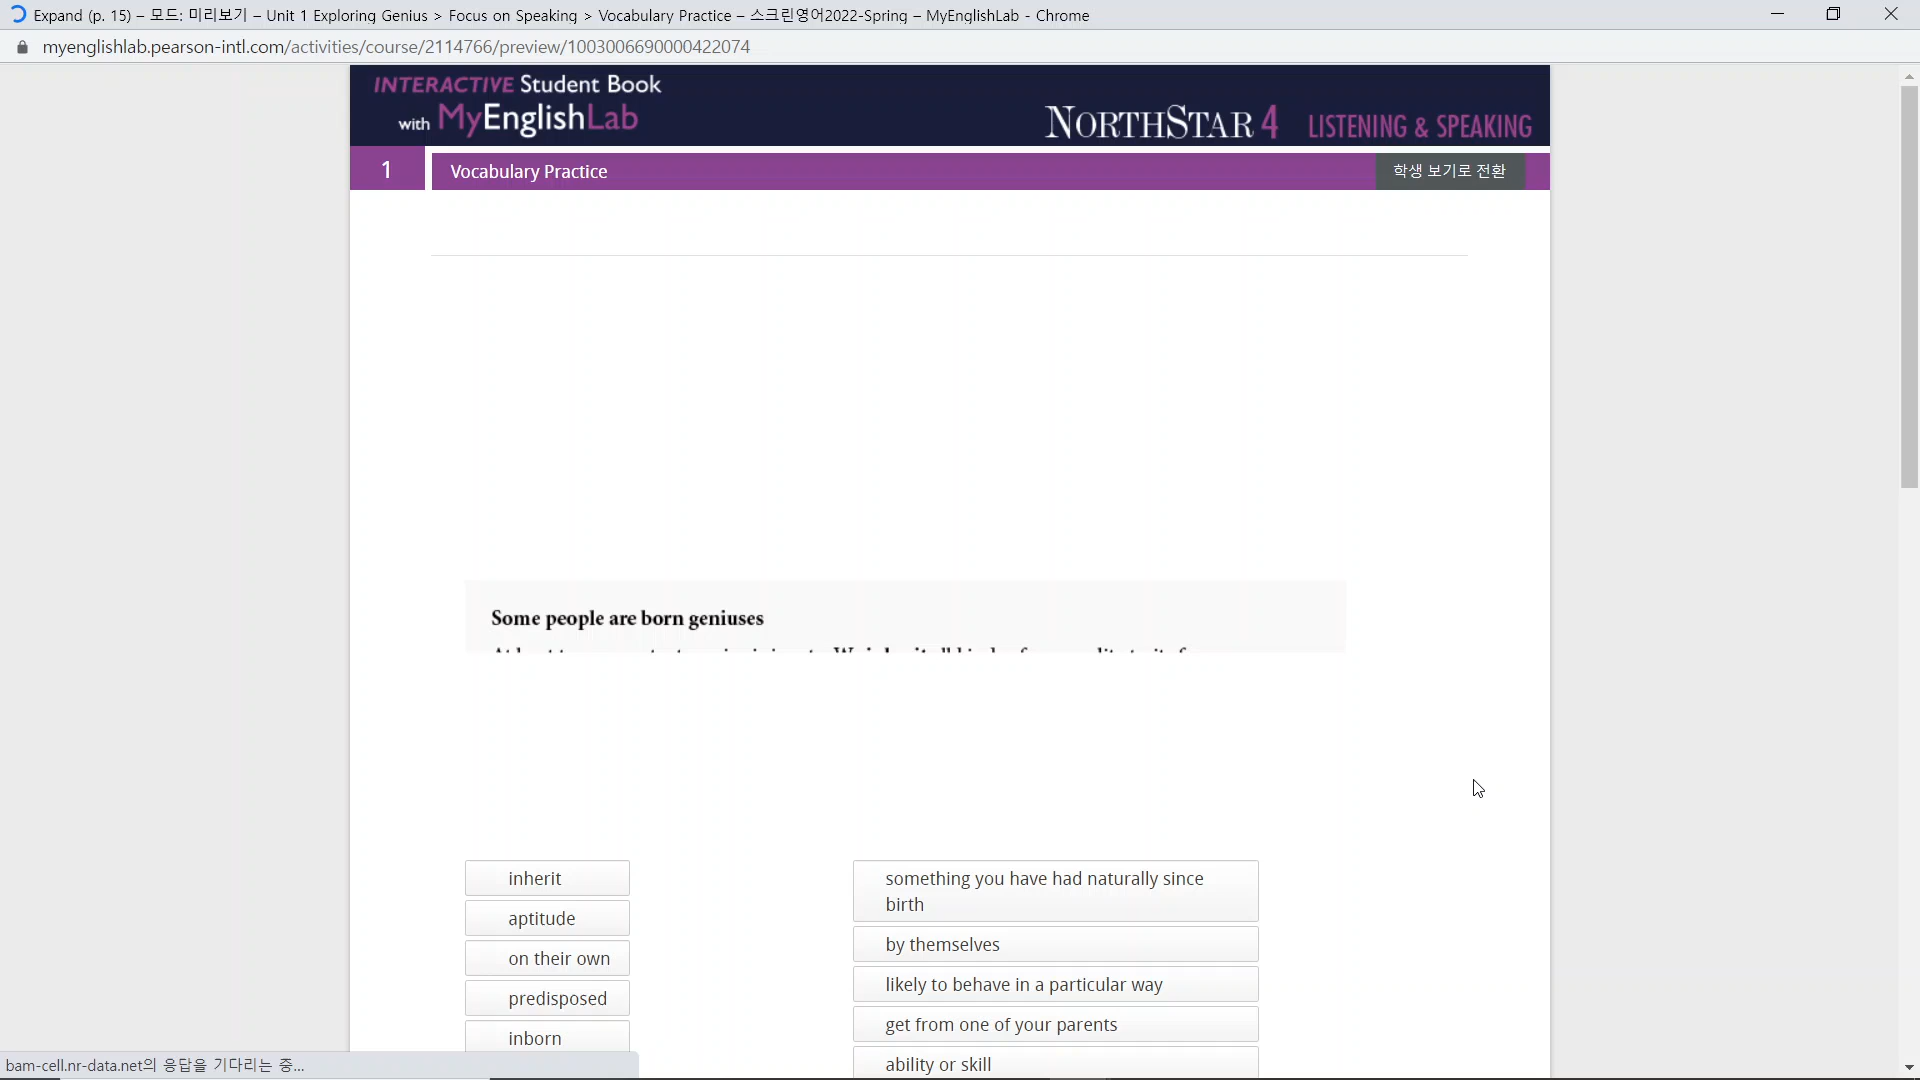 Expand (p. 15) – 모드: 미리보기 – Unit 1 Exploring Genius > Focus on Speaking > Vocabulary Practice – 스크린영어2022-Spring – MyEnglishLab - Chrome
myenglishlab.pearson-intl.com/activities/course/2114766/preview/1003006690000422074
INTERACTIVE Student Book
with MyEnglishLab
NORTHSTAR 4 LISTENING & SPEAKING
1 Vocabulary Practice 학생 보기로 전환
Some people are born geniuses
inherit
aptitude
on their own
predisposed
inborn
something you have had naturally since
birth
by themselves
likely to behave in a particular way
get from one of your parents
ability or skill
bam-cell.nr-data.net의 응답을 기다리는 중...